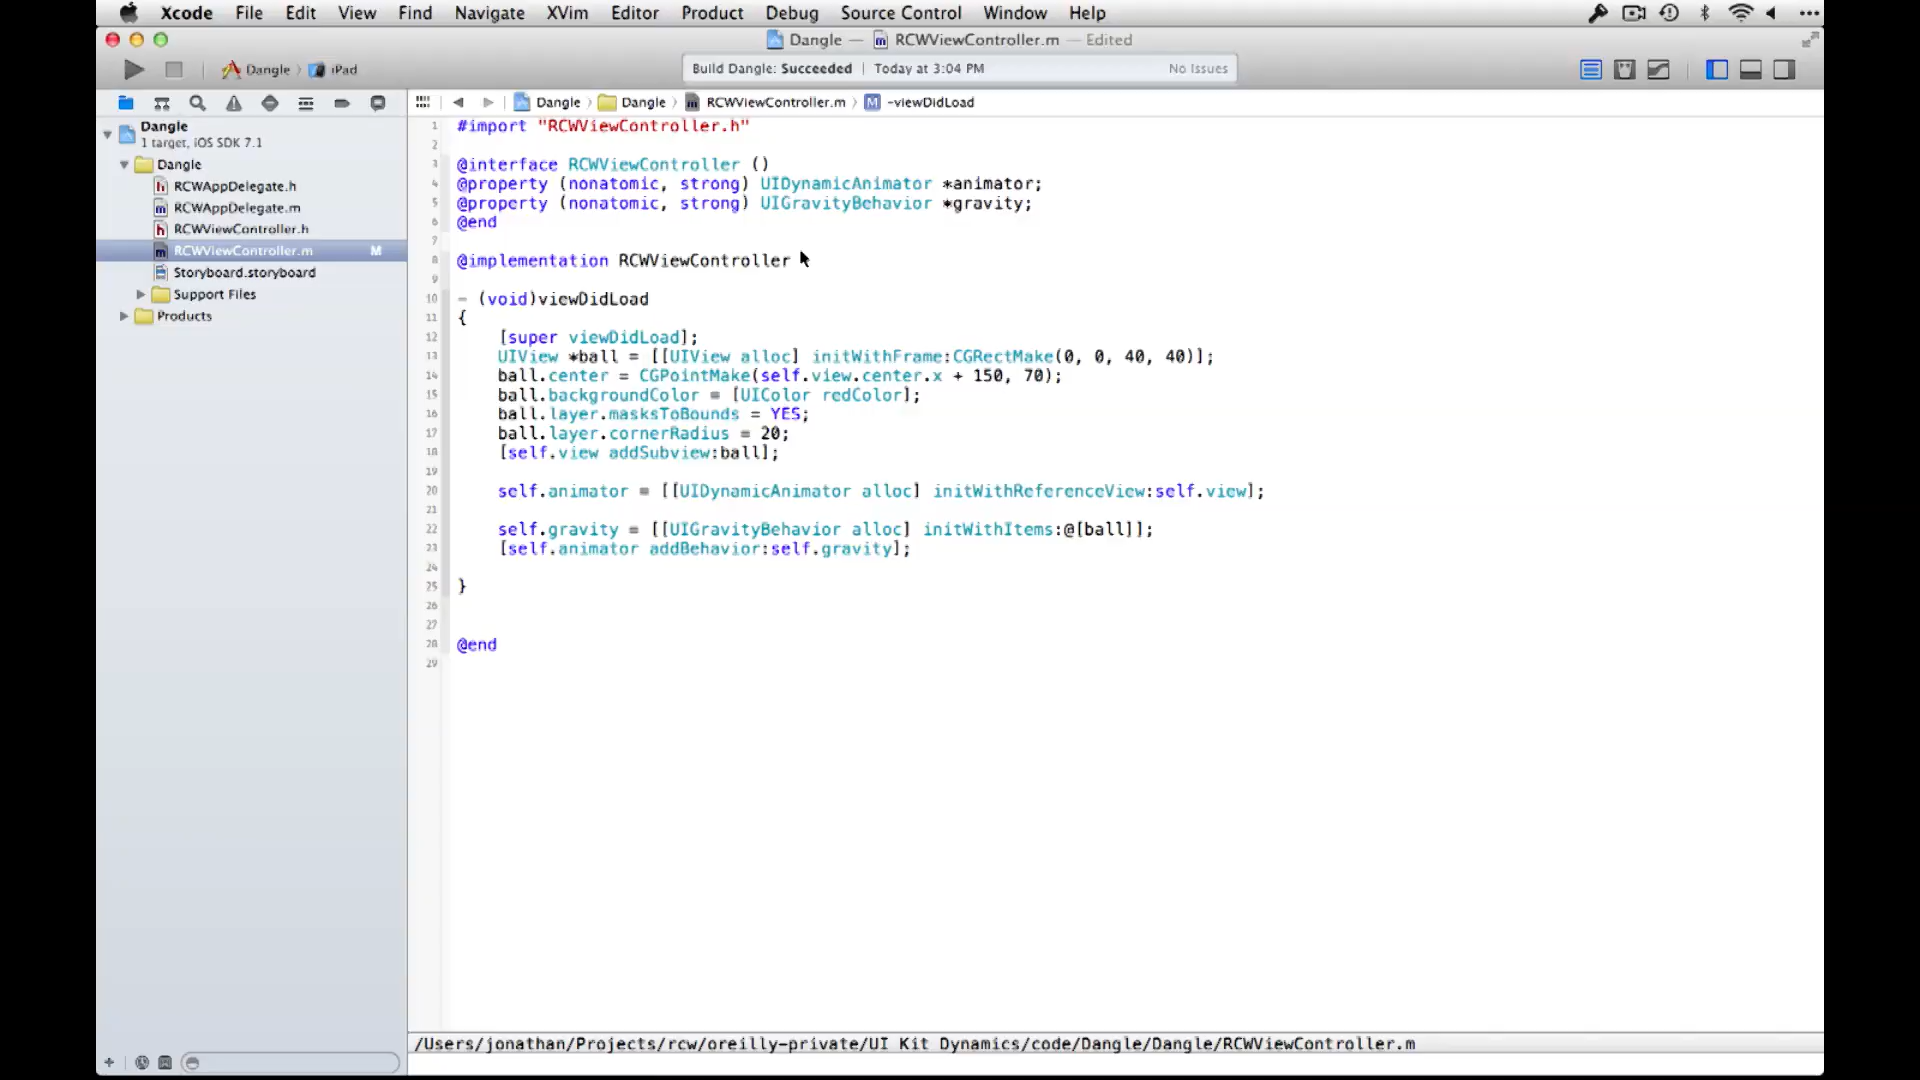 Xcode File Edit View Find Navigate XVim Editor Product Debug Source Control Window Help
Dangle — RCWViewController.m — Edited
Dangle iPad
Build Dangle: Succeeded | Today at 3:04 PM No Issues
Dangle Dangle RCWViewController.m M -viewDidLoad
Dangle
1 target, iOS SDK 7.1
Dangle
h RCWAppDelegate.h
m RCWAppDelegate.m
h RCWViewController.h
m RCWViewController.m M
Storyboard.storyboard
Support Files
Products
1 #import "RCWViewController.h"
2
3 @interface RCWViewController ()
4 @property (nonatomic, strong) UIDynamicAnimator *animator;
5 @property (nonatomic, strong) UIGravityBehavior *gravity;
6 @end
7
8 @implementation RCWViewController
9
10 - (void)viewDidLoad
11 {
12 [super viewDidLoad];
13 UIView *ball = [[UIView alloc] initWithFrame:CGRectMake(0, 0, 40, 40)];
14 ball.center = CGPointMake(self.view.center.x + 150, 70);
15 ball.backgroundColor = [UIColor redColor];
16 ball.layer.masksToBounds = YES;
17 ball.layer.cornerRadius = 20;
18 [self.view addSubview:ball];
19
20 self.animator = [[UIDynamicAnimator alloc] initWithReferenceView:self.view];
21
22 self.gravity = [[UIGravityBehavior alloc] initWithItems:@[ball]];
23 [self.animator addBehavior:self.gravity];
24
25 }
26
27
28 @end
29
/Users/jonathan/Projects/rcw/oreilly-private/UI Kit Dynamics/code/Dangle/Dangle/RCWViewController.m